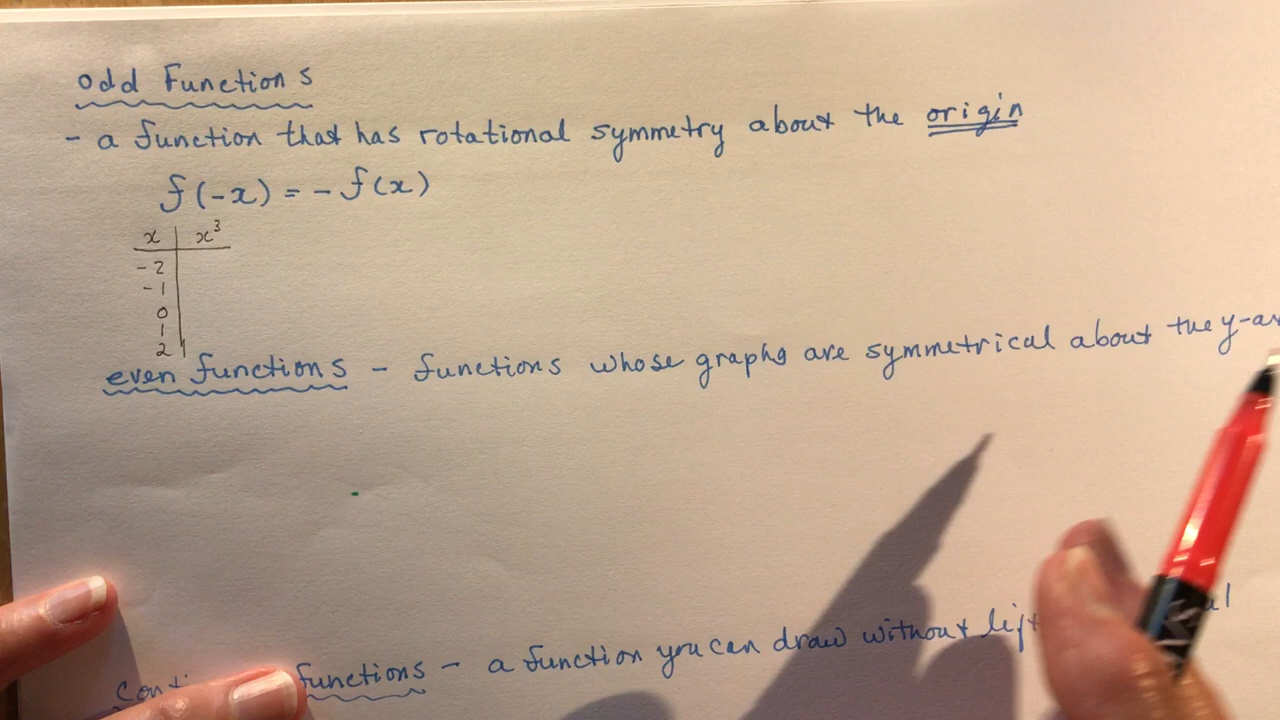 odd Functions
- a function that has rotational symmetry about the origin
f(-x) = - f(x)
x | x³
-2
-1
0
1
2
even functions - functions whose graphs are symmetrical about the
functions - a function you can draw without